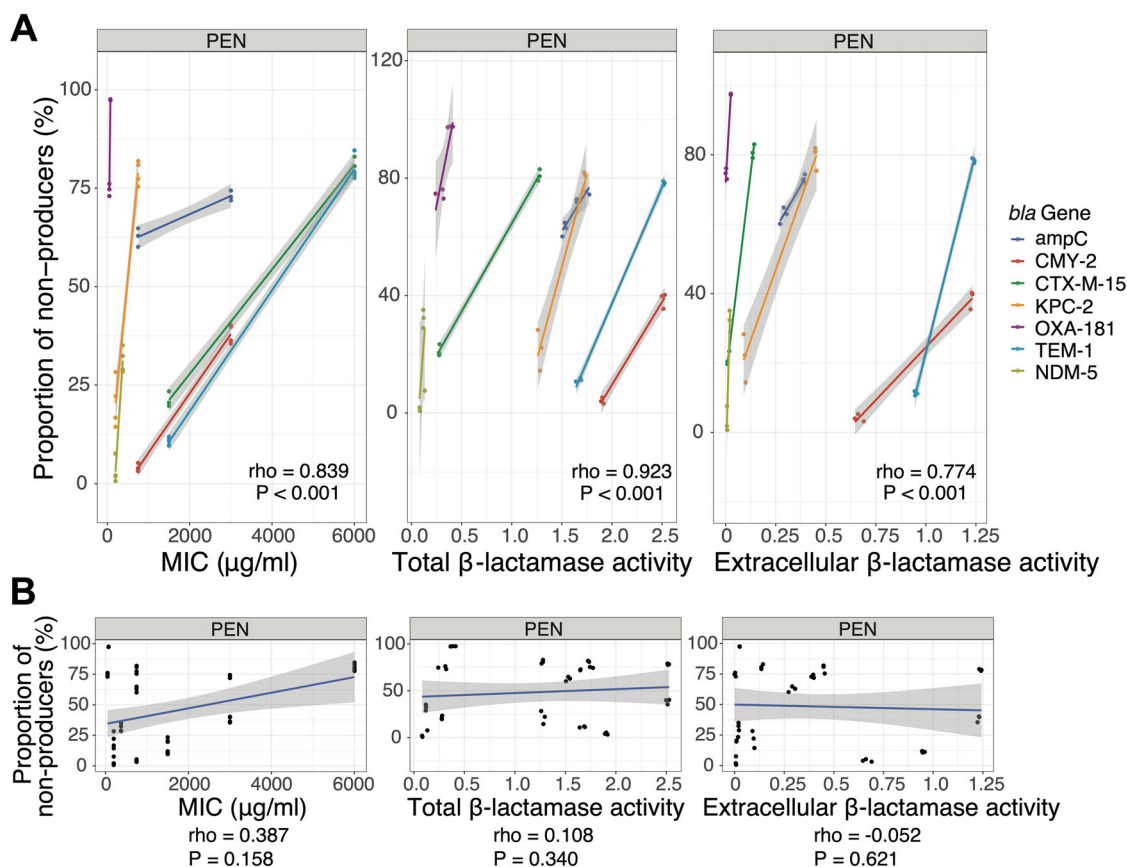 A
PEN
PEN
PEN
Proportion of non–producers (%)
100
75
50
25
0
120
80
40
0
80
40
0
rho = 0.839
P < 0.001
rho = 0.923
P < 0.001
rho = 0.774
P < 0.001
0 2000 4000 6000
0.0 0.5 1.0 1.5 2.0 2.5
0.0 0.25 0.5 0.75 1.0 1.25
MIC (µg/ml)
Total β-lactamase activity
Extracellular β-lactamase activity
bla Gene
ampC
CMY-2
CTX-M-15
KPC-2
OXA-181
TEM-1
NDM-5
B
PEN
PEN
PEN
Proportion of
non-producers (%)
100
75
50
25
0
100
50
0
100
75
50
25
0
0 2000 4000 6000
0.0 0.5 1.0 1.5 2.0 2.5
0.0 0.25 0.5 0.75 1.0 1.25
MIC (µg/ml)
Total β-lactamase activity
Extracellular β-lactamase activity
rho = 0.387
P = 0.158
rho = 0.108
P = 0.340
rho = -0.052
P = 0.621